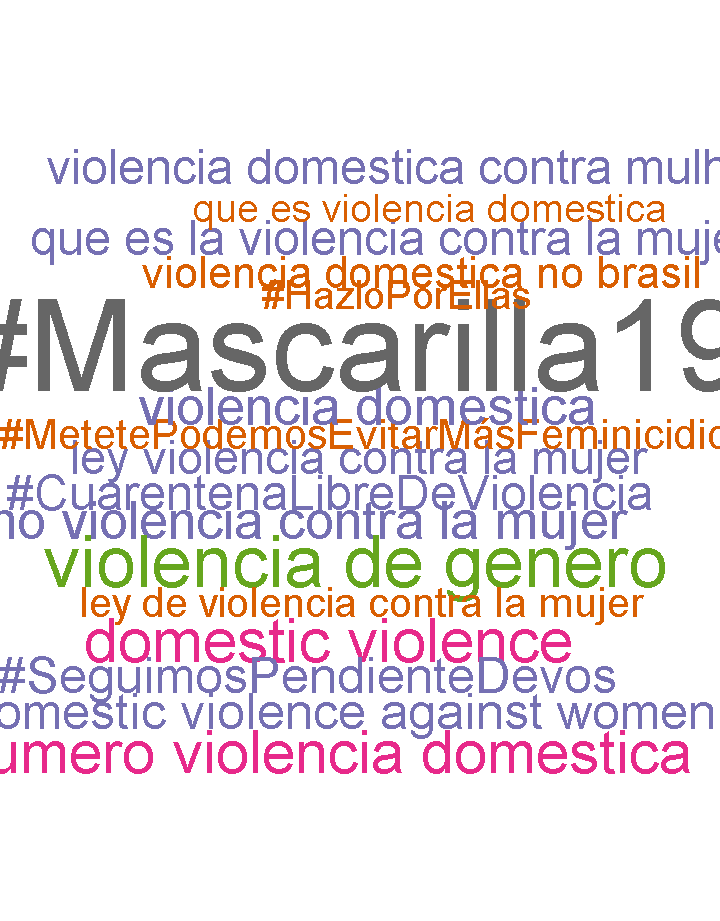 violencia domestica contra mulh
que es violencia domestica
que es la violencia contra la muje
violencia domestica no brasil
#HazloPorEllas
#Mascarilla19
violencia domestica
#MetetePodemosEvitarMásFeminicidio
ley violencia contra la mujer
#CuarentenaLibreDeViolencia
no violencia contra la mujer
violencia de genero
ley de violencia contra la mujer
domestic violence
#SeguimosPendienteDevos
omestic violence against women
umero violencia domestica